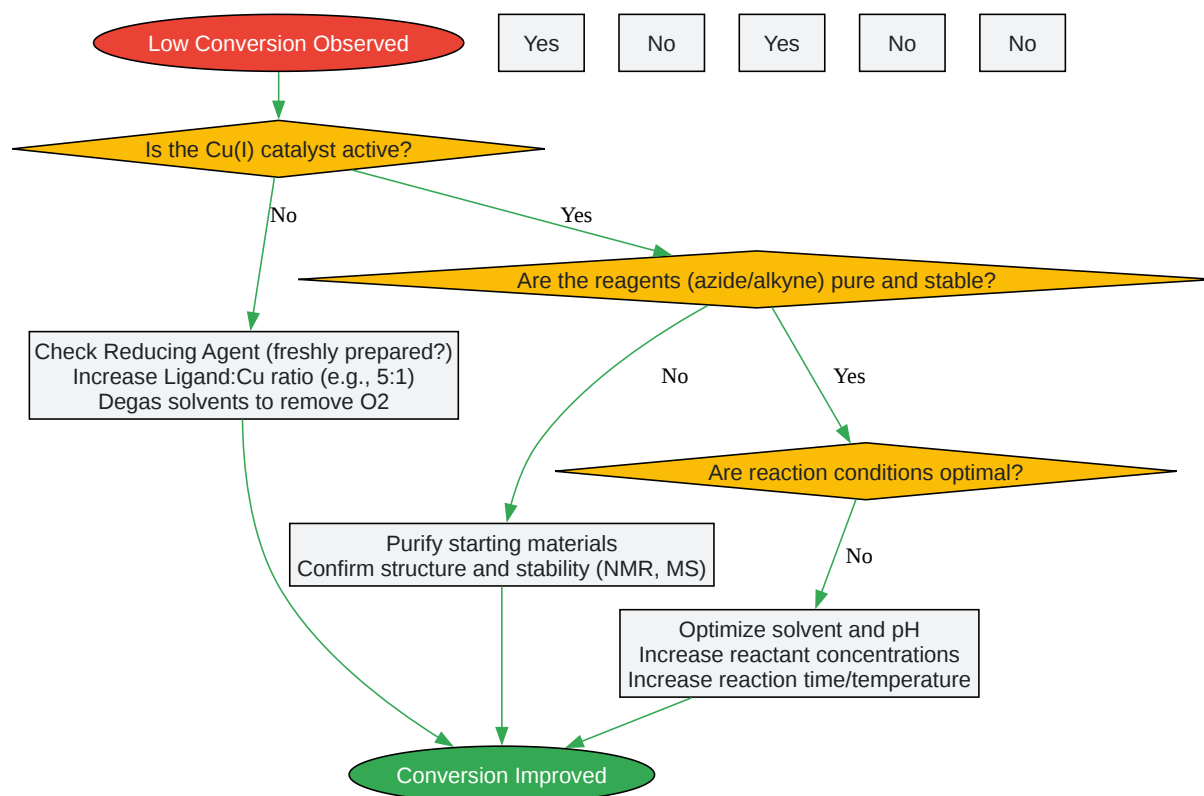 Low Conversion Observed
Yes
No
Yes
No
No
Is the Cu(I) catalyst active?
No
Yes
Are the reagents (azide/alkyne) pure and stable?
Check Reducing Agent (freshly prepared?)
Increase Ligand:Cu ratio (e.g., 5:1)
Degas solvents to remove O2
No
Yes
Are reaction conditions optimal?
Purify starting materials
Confirm structure and stability (NMR, MS)
No
Optimize solvent and pH
Increase reactant concentrations
Increase reaction time/temperature
Conversion Improved